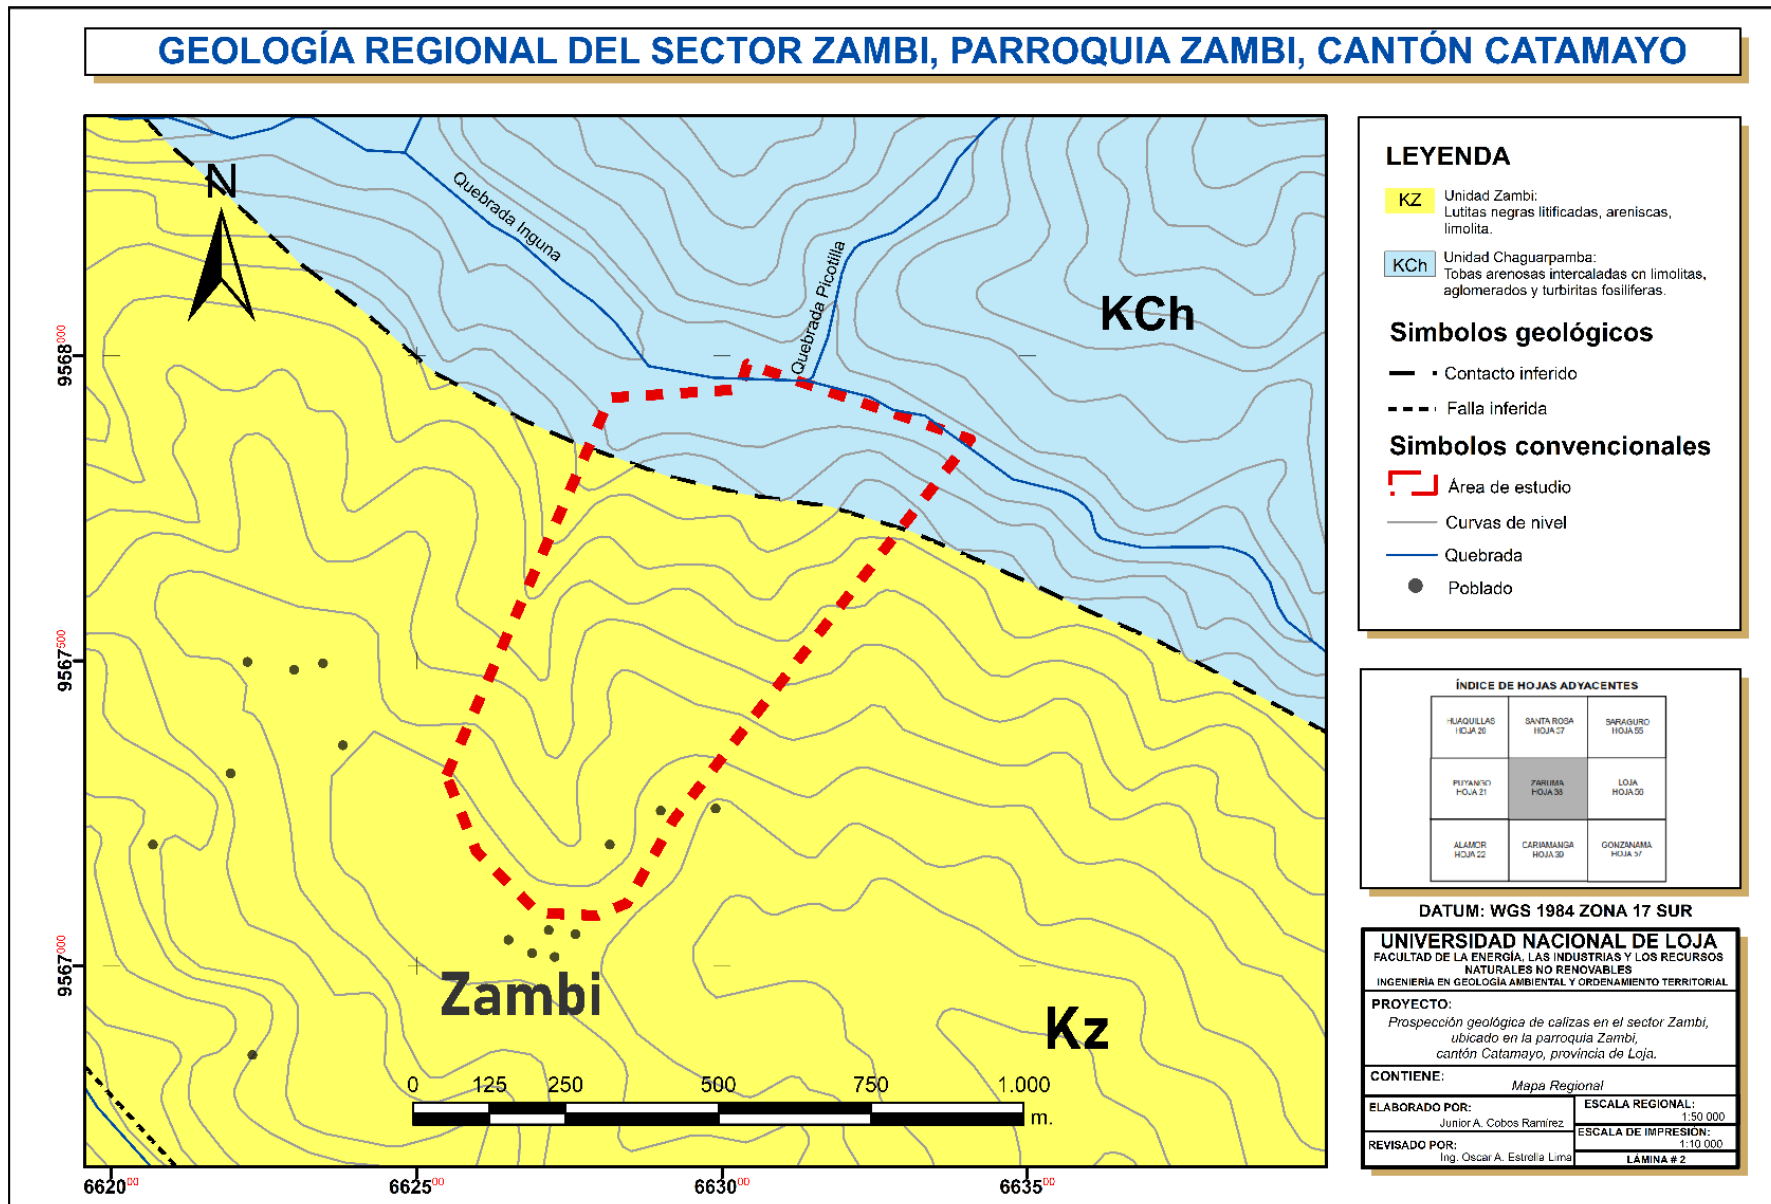 GEOLOGÍA REGIONAL DEL SECTOR ZAMBI, PARROQUIA ZAMBI, CANTÓN CATAMAYO
N
Quebrada Inguna
Quebrada Picotilla
KCh
Kz
Zambi
9568000
9567500
9567000
662000
662500
663000
663500
0 125 250 500 750 1.000
m.
LEYENDA
KZ
Unidad Zambi:
Lutitas negras litificadas, areniscas,
limolita.
KCh
Unidad Chaguarpamba:
Tobas arenosas intercaladas cn limolitas,
aglomerados y turbiritas fosiliferas.
Simbolos geológicos
Contacto inferido
Falla inferida
Simbolos convencionales
Área de estudio
Curvas de nivel
Quebrada
Poblado
ÍNDICE DE HOJAS ADYACENTES
HUAQUILLAS
HOJA 20
SANTA ROSA
HOJA 37
SARAGURO
HOJA 55
PUYANGO
HOJA 21
ZARUMA
HOJA 38
LOJA
HOJA 56
ALAMOR
HOJA 22
CARIAMANGA
HOJA 39
GONZANAMA
HOJA 57
DATUM: WGS 1984 ZONA 17 SUR
UNIVERSIDAD NACIONAL DE LOJA
FACULTAD DE LA ENERGÍA, LAS INDUSTRIAS Y LOS RECURSOS
NATURALES NO RENOVABLES
INGENIERÍA EN GEOLOGÍA AMBIENTAL Y ORDENAMIENTO TERRITORIAL
PROYECTO:
Prospección geológica de calizas en el sector Zambi,
ubicado en la parroquia Zambi,
cantón Catamayo, provincia de Loja.
CONTIENE:
Mapa Regional
ELABORADO POR:
Junior A. Cobos Ramírez
ESCALA REGIONAL:
1:50 000
ESCALA DE IMPRESIÓN:
1:10 000
REVISADO POR:
Ing. Oscar A. Estrella Lima
LÁMINA # 2